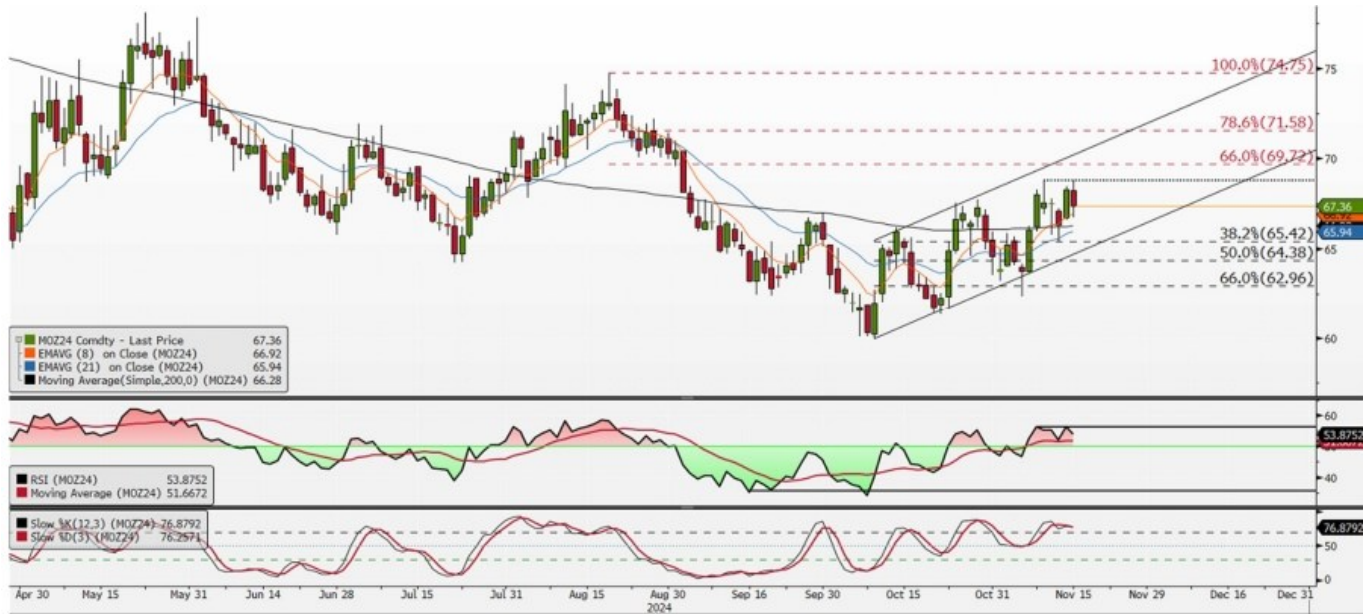 100.0%(74.75)
75
78.6%(71.58)
70
66.0%(69.72)
67.36
65.94
38.2%(65.42)
65
50.0%(64.38)
66.0%(62.96)
60
MOZ24 Comdty - Last Price 67.36
EMAVG (8) on Close (MOZ24) 66.92
EMAVG (21) on Close (MOZ24) 65.94
Moving Average(Simple,200,0) (MOZ24) 66.28
60
53.8752
40
RSI (MOZ24) 53.8752
Moving Average (MOZ24) 51.6672
Slow %K(12,3) (MOZ24) 76.8792
Slow %D(3) (MOZ24) 76.2571
76.8792
50
0
Apr 30 May 15 May 31 Jun 14 Jun 28 Jul 15 Jul 31 Aug 15 Aug 30 Sep 16 Sep 30 Oct 15 Oct 31 Nov 15 Nov 29 Dec 16 Dec 31
2024